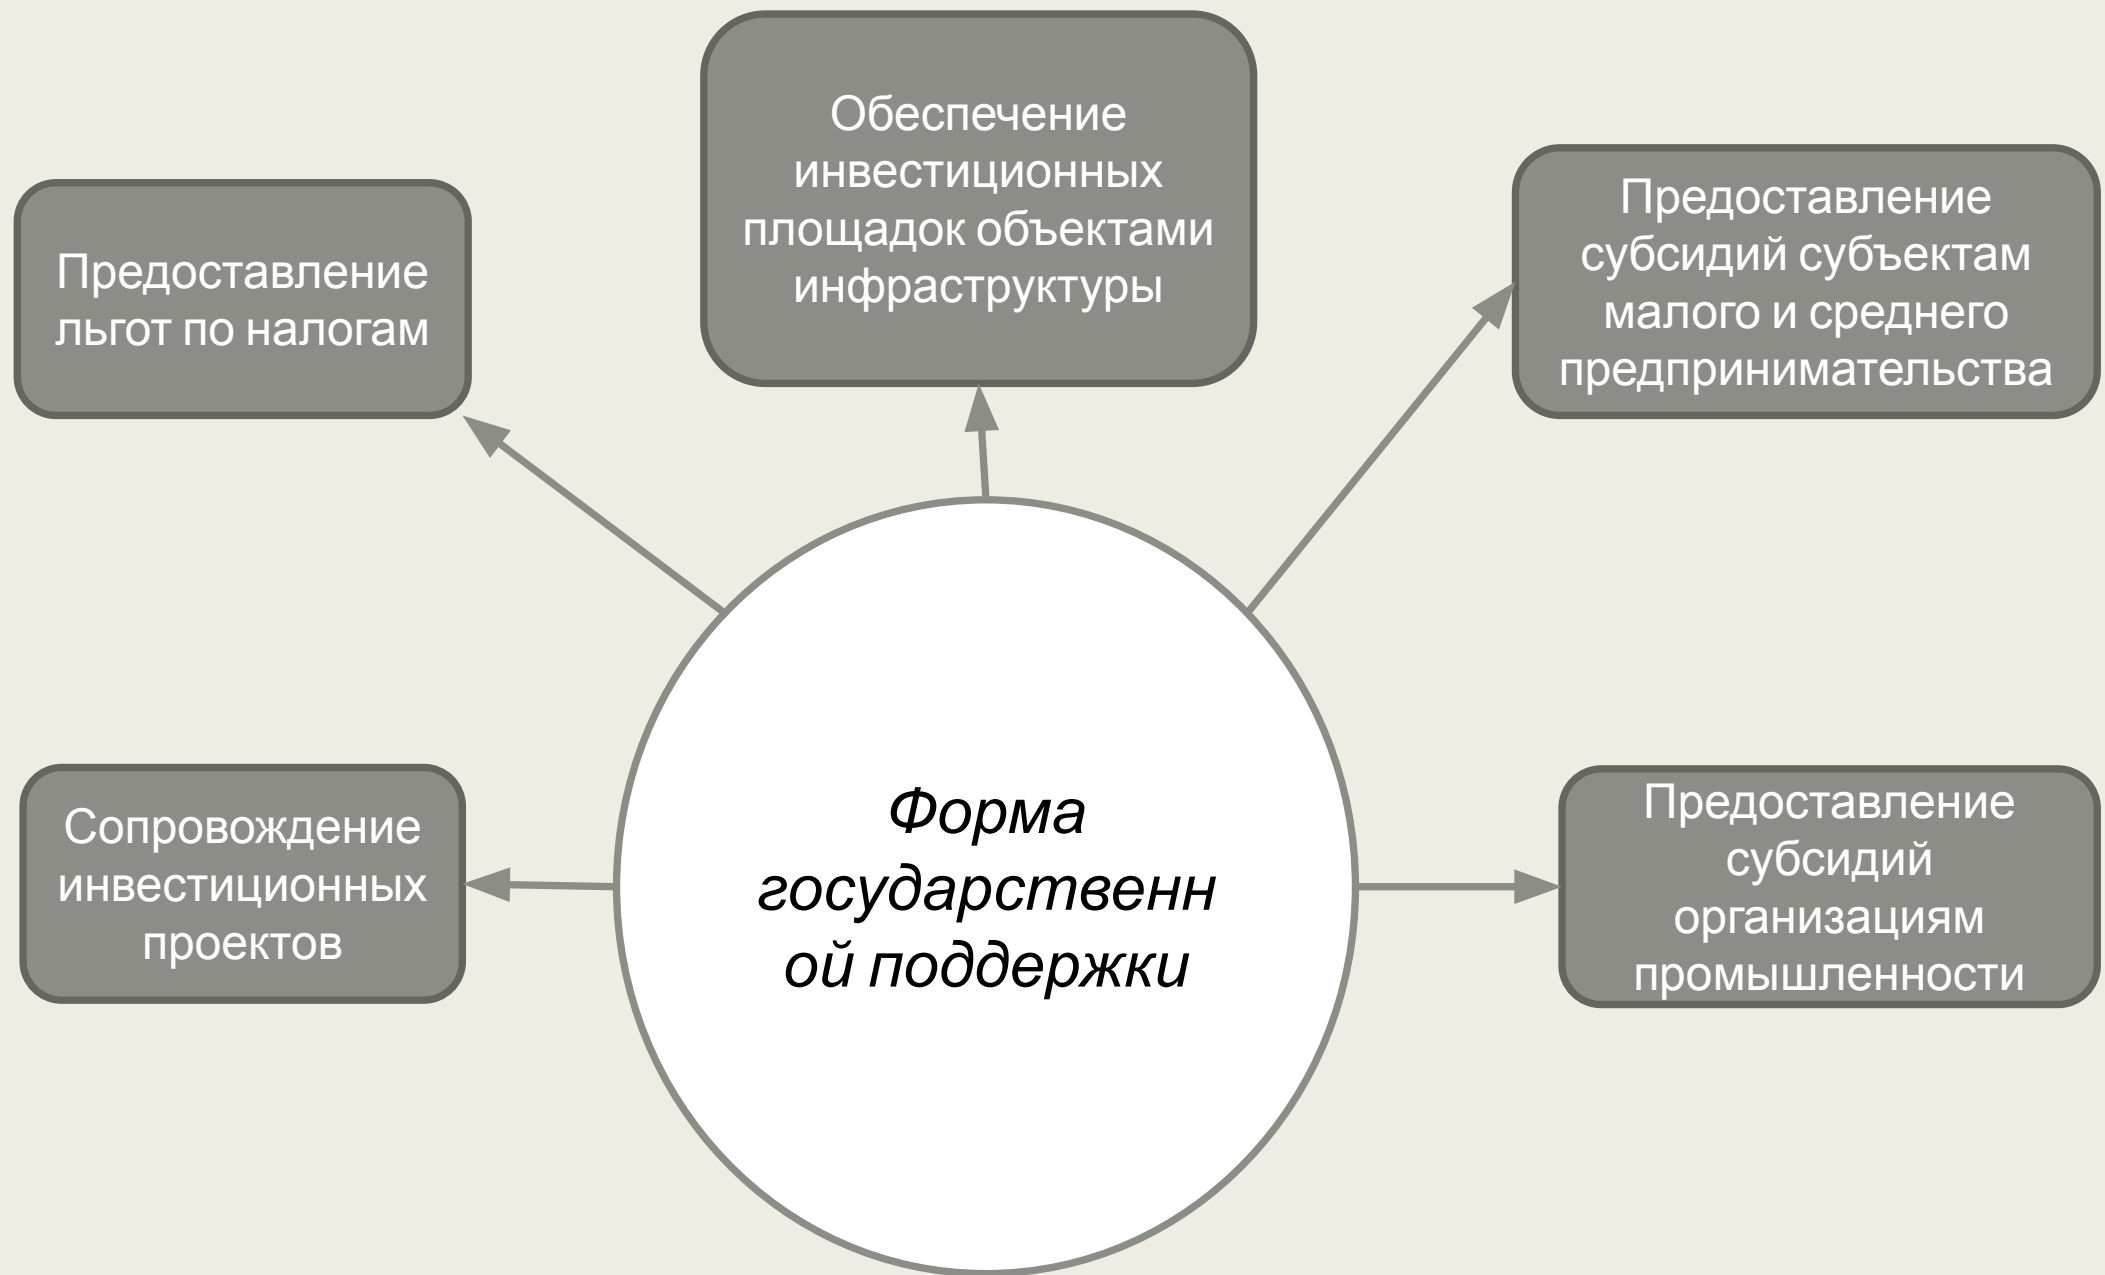 Обеспечение
инвестиционных
площадок объектами
инфраструктуры
Предоставление
льгот по налогам
Предоставление
субсидий субъектам
малого и среднего
предпринимательства
Сопровождение
инвестиционных
проектов
Форма
государственн
ой поддержки
Предоставление
субсидий
организациям
промышленности